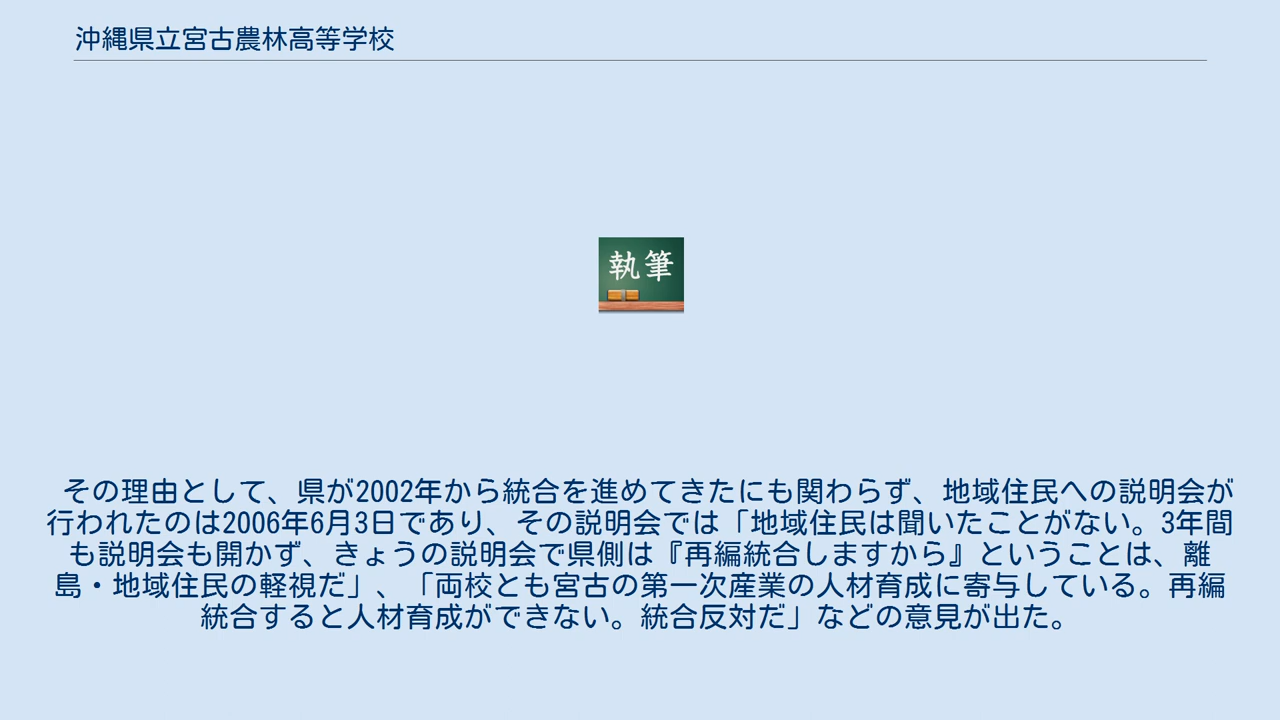 沖縄県立宮古農林高等学校
執筆
その理由として、県が2002年から統合を進めてきたにも関わらず、地域住民への説明会が
行われたのは2006年6月3日であり、その説明会では「地域住民は聞いたことがない。3年間
も説明会も開かず、きょうの説明会で県側は『再編統合しますから』ということは、離
島・地域住民の軽視だ」、「両校とも宮古の第一次産業の人材育成に寄与している。再編
統合すると人材育成ができない。統合反対だ」などの意見が出た。